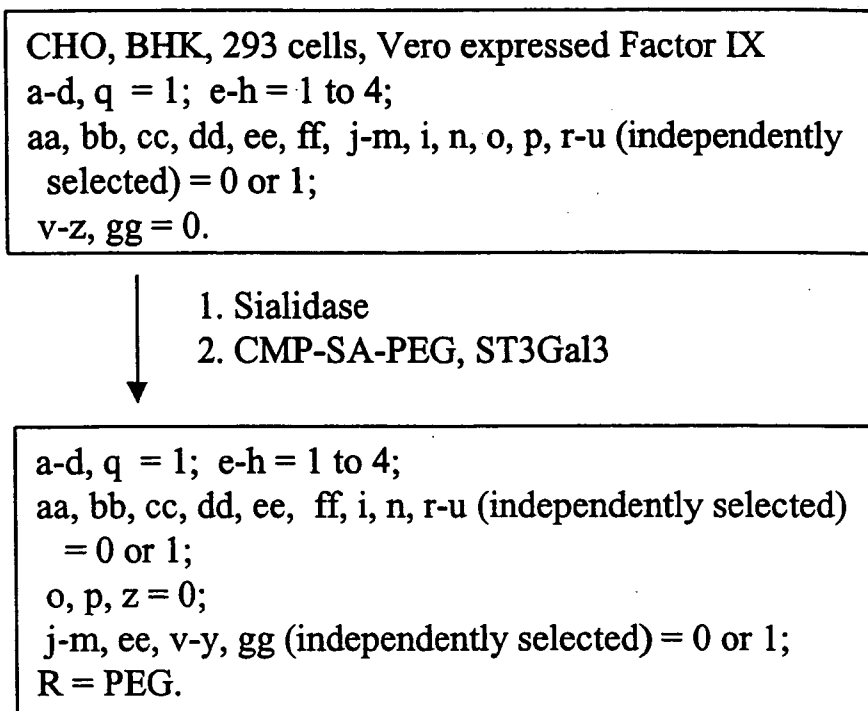 CHO, BHK, 293 cells, Vero expressed Factor IX
a-d, q = 1; e-h = 1 to 4;
aa, bb, cc, dd, ee, ff, j-m, i, n, o, p, r-u (independently
selected) = 0 or 1;
v-z, gg = 0.
1. Sialidase
2. CMP-SA-PEG, ST3Gal3
a-d, q = 1; e-h = 1 to 4;
aa, bb, cc, dd, ee, ff, i, n, r-u (independently selected)
= 0 or 1;
o, p, z = 0;
j-m, ee, v-y, gg (independently selected) = 0 or 1;
R = PEG.